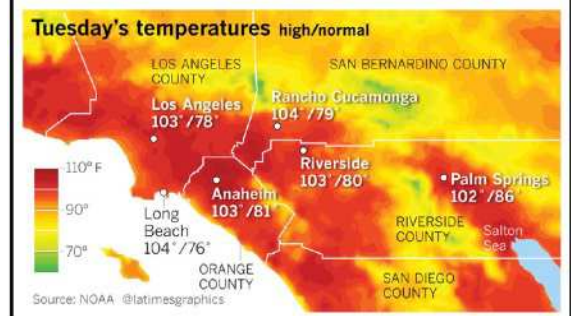 Tuesday's temperatures high/normal
LOS ANGELES
COUNTY
SAN BERNARDINO COUNTY
Los Angeles
103°/78°
Rancho Cucamonga
104°/79°
Riverside
103°/80°
Palm Springs
102°/86°
Anaheim
103°/81°
Long
Beach
104°/76°
110° F
90°
70°
RIVERSIDE
COUNTY
Salton
Sea
ORANGE
COUNTY
SAN DIEGO
COUNTY
Source: NOAA @latimesgraphics